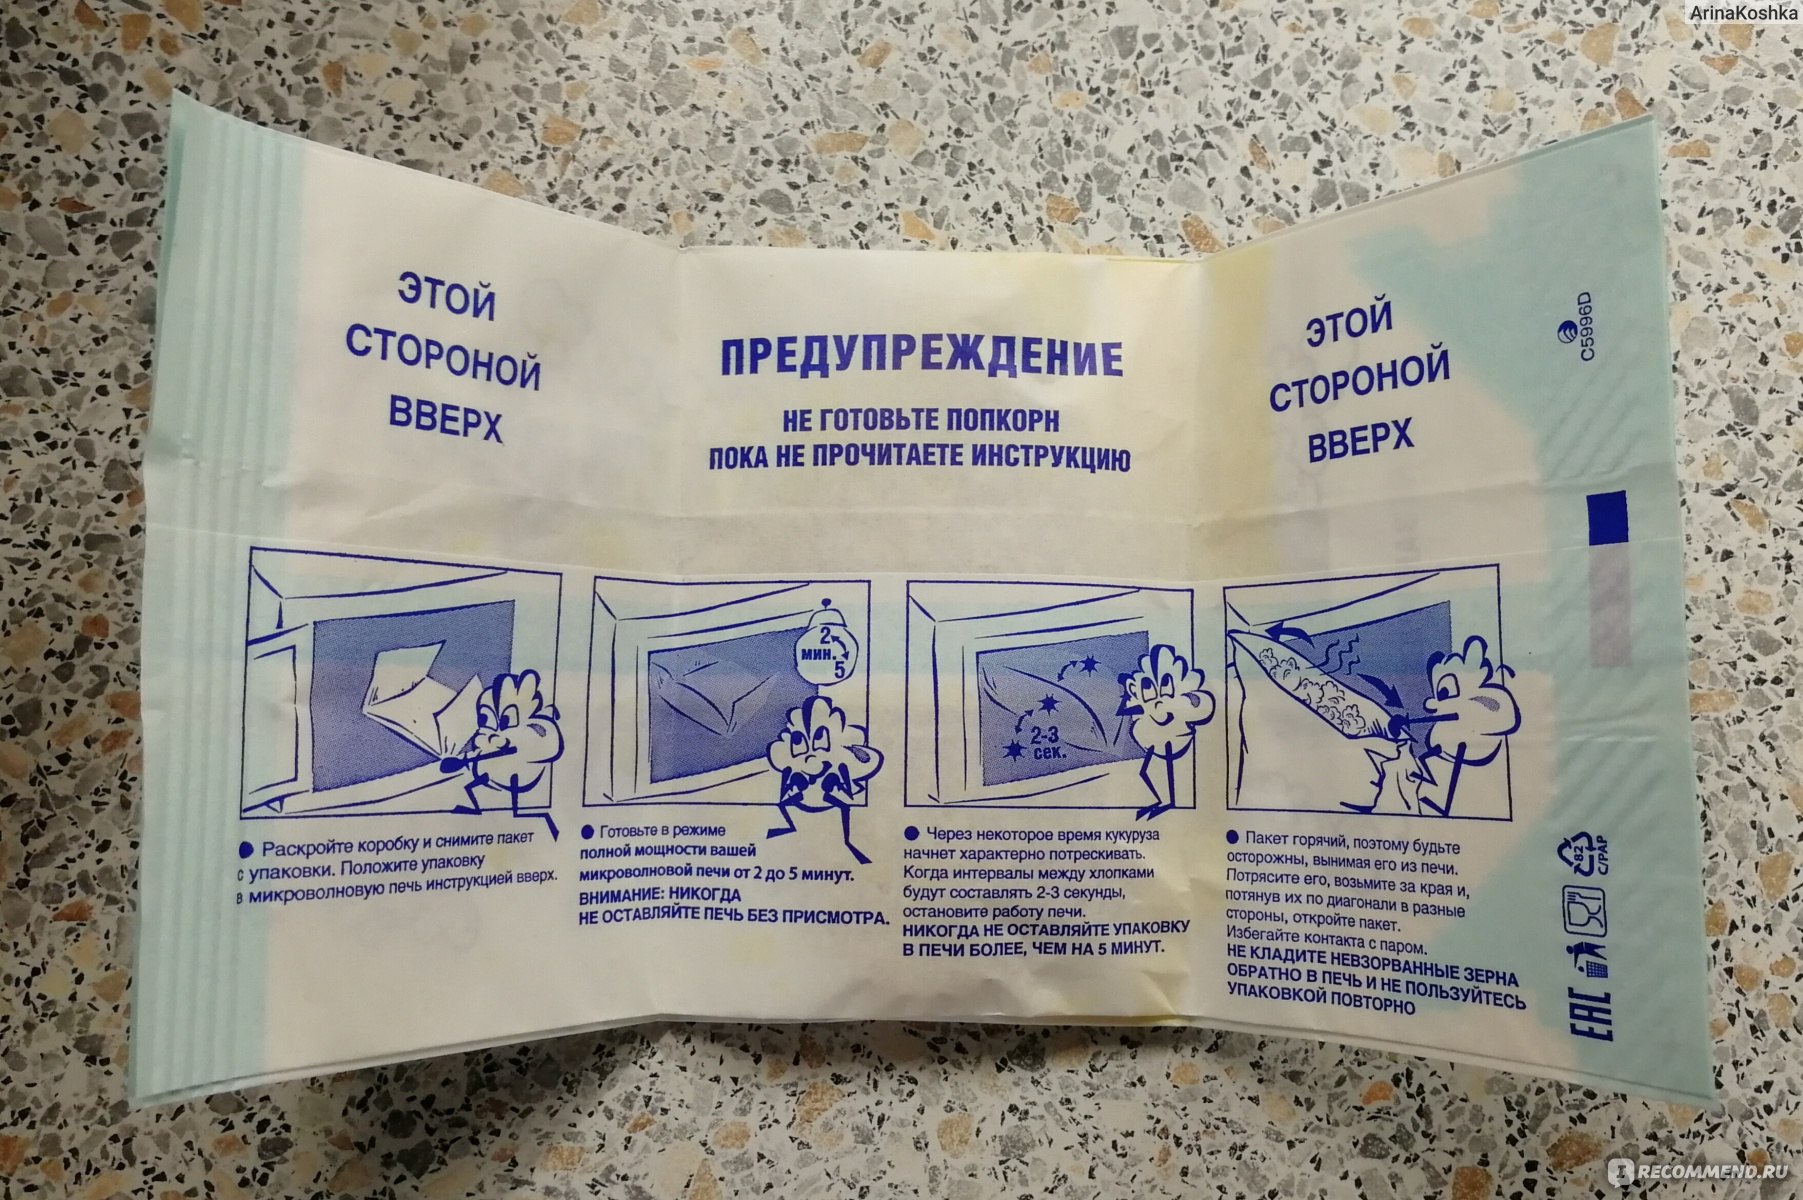 ArinaKoshka
ЭТОЙ
СТОРОНОЙ
ВВЕРХ
ПРЕДУПРЕЖДЕНИЕ
НЕ ГОТОВЬТЕ ПОПКОРН
ПОКА НЕ ПРОЧИТАЕТЕ ИНСТРУКЦИЮ
ЭТОЙ
СТОРОНОЙ
ВВЕРХ
C5996D
2
МИН.
5
2-3
сек.
● Раскройте коробку и снимите пакет
с упаковки. Положите упаковку
в микроволновую печь инструкцией вверх.
● Готовьте в режиме
полной мощности вашей
микроволновой печи от 2 до 5 минут.
ВНИМАНИЕ: НИКОГДА
НЕ ОСТАВЛЯЙТЕ ПЕЧЬ БЕЗ ПРИСМОТРА.
● Через некоторое время кукуруза
начнет характерно потрескивать.
Когда интервалы между хлопками
будут составлять 2-3 секунды,
остановите работу печи.
НИКОГДА НЕ ОСТАВЛЯЙТЕ УПАКОВКУ
В ПЕЧИ БОЛЕЕ, ЧЕМ НА 5 МИНУТ.
● Пакет горячий, поэтому будьте
осторожны, вынимая его из печи.
Потрясите его, возьмите за края и,
потянув их по диагонали в разные
стороны, откройте пакет.
Избегайте контакта с паром.
НЕ КЛАДИТЕ НЕВЗОРВАННЫЕ ЗЕРНА
ОБРАТНО В ПЕЧЬ И НЕ ПОЛЬЗУЙТЕСЬ
УПАКОВКОЙ ПОВТОРНО
82
C/PAP
EAC
RECOMMEND.RU